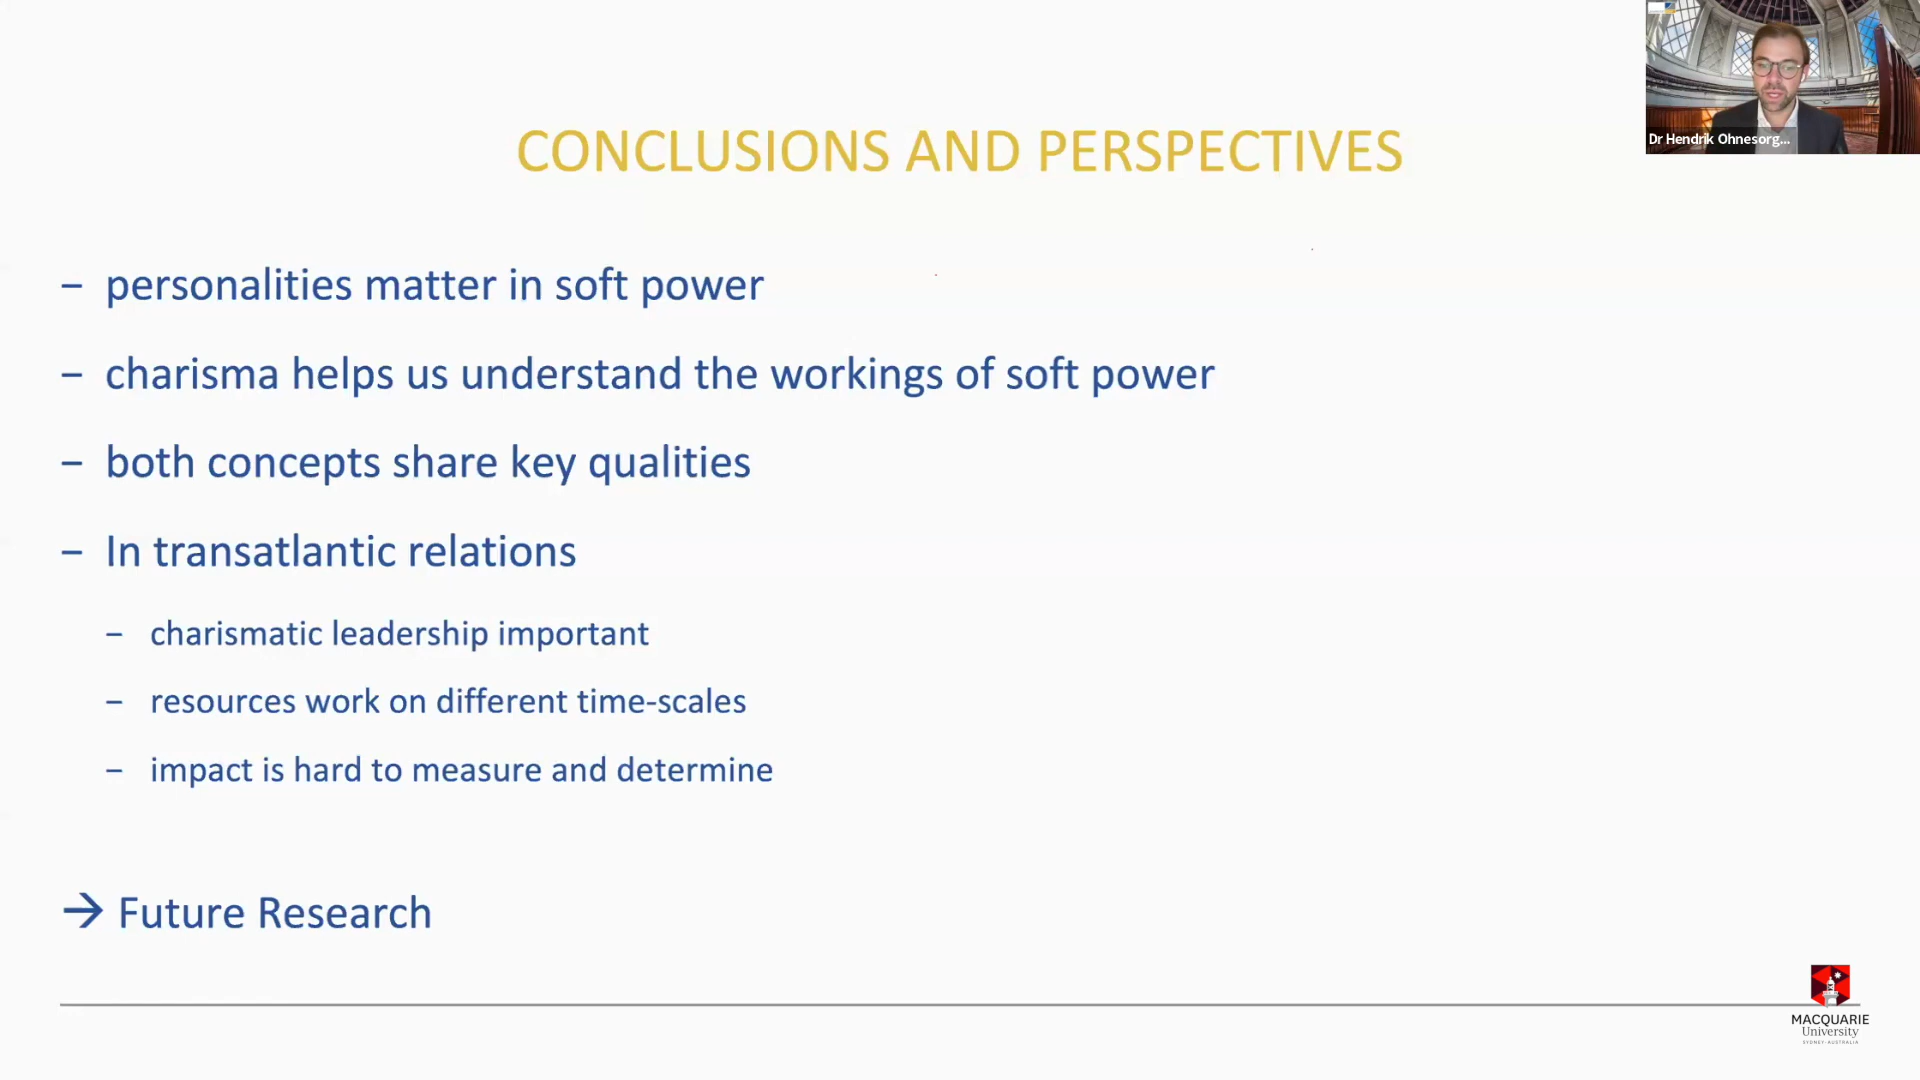 Dr Hendrik Ohnesorg...
CONCLUSIONS AND PERSPECTIVES
– personalities matter in soft power
– charisma helps us understand the workings of soft power
– both concepts share key qualities
– In transatlantic relations
– charismatic leadership important
– resources work on different time-scales
– impact is hard to measure and determine
→ Future Research
MACQUARIE
University
SYDNEY·AUSTRALIA